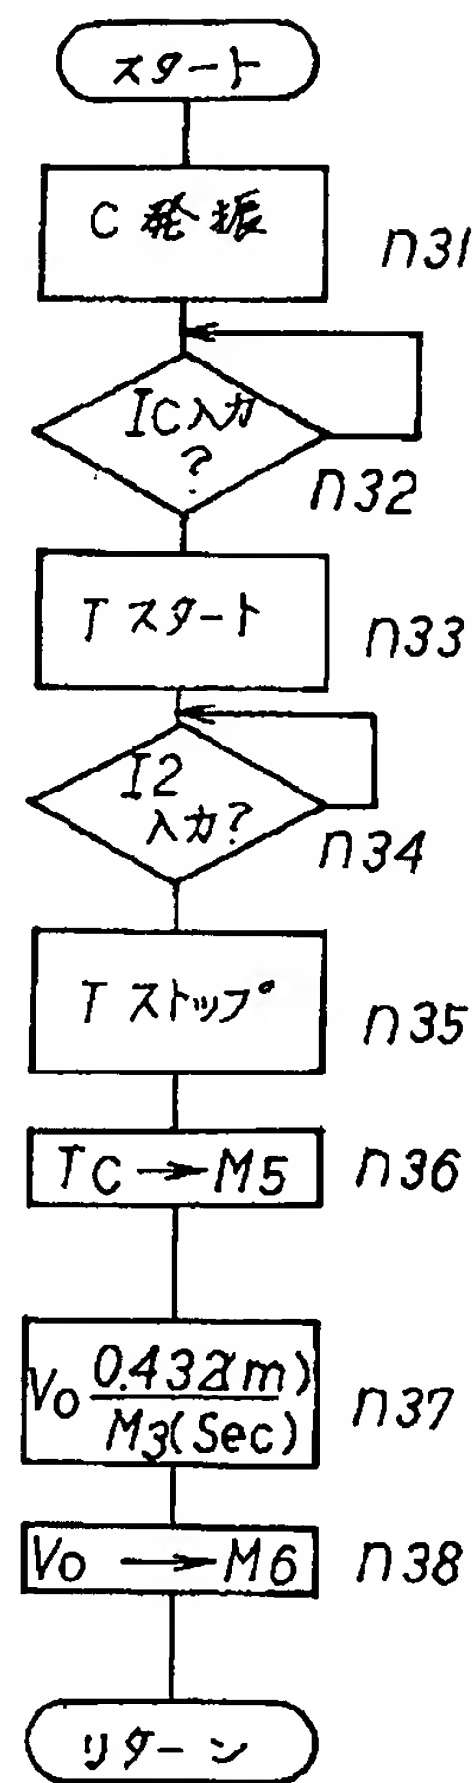 スタート
C 発振
n31
IC入力
?
n32
T スタート
n33
I2
入力?
n34
T ストップ
n35
TC→M5
n36
Vo 0.432(m)
M3(Sec)
n37
Vo →M6
n38
リターン